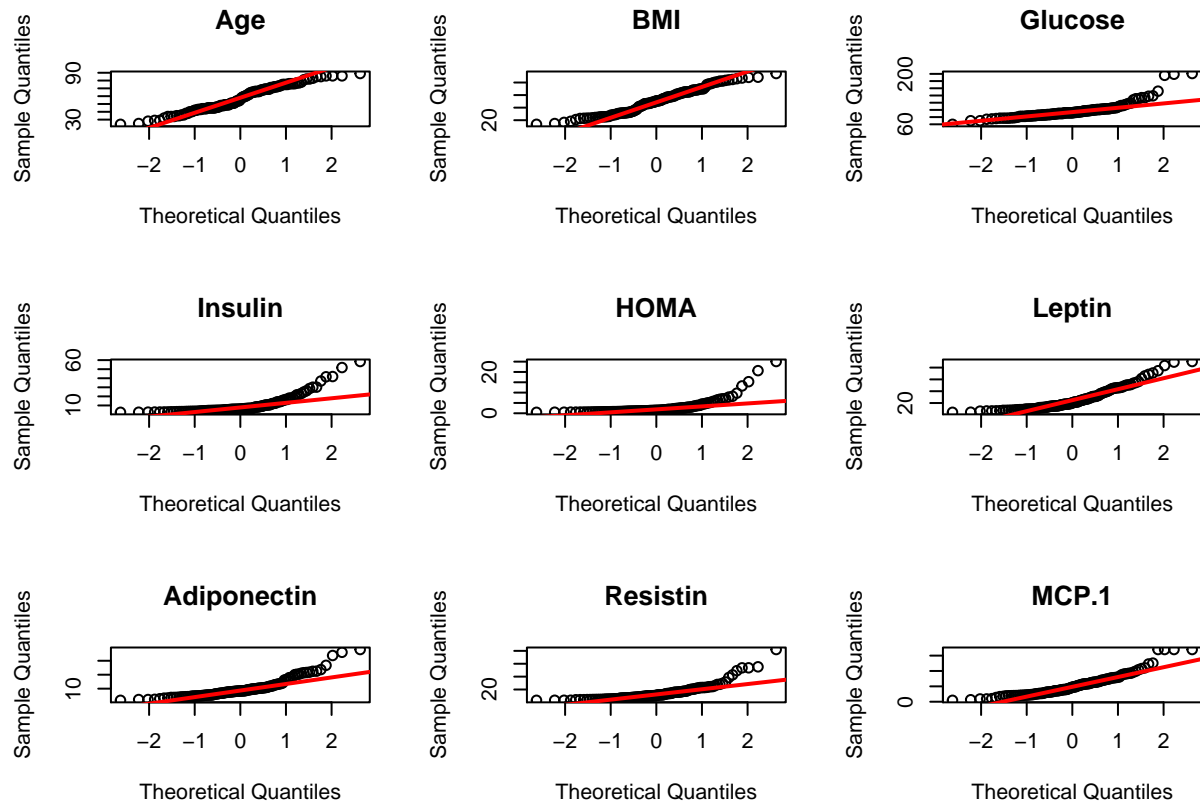 Age
Sample Quantiles
30 90
−2 −1 0 1 2
Theoretical Quantiles
BMI
Sample Quantiles
20
−2 −1 0 1 2
Theoretical Quantiles
Glucose
Sample Quantiles
60 200
−2 −1 0 1 2
Theoretical Quantiles
Insulin
Sample Quantiles
10 60
−2 −1 0 1 2
Theoretical Quantiles
HOMA
Sample Quantiles
0 20
−2 −1 0 1 2
Theoretical Quantiles
Leptin
Sample Quantiles
20
−2 −1 0 1 2
Theoretical Quantiles
Adiponectin
Sample Quantiles
10
−2 −1 0 1 2
Theoretical Quantiles
Resistin
Sample Quantiles
20
−2 −1 0 1 2
Theoretical Quantiles
MCP.1
Sample Quantiles
0
−2 −1 0 1 2
Theoretical Quantiles